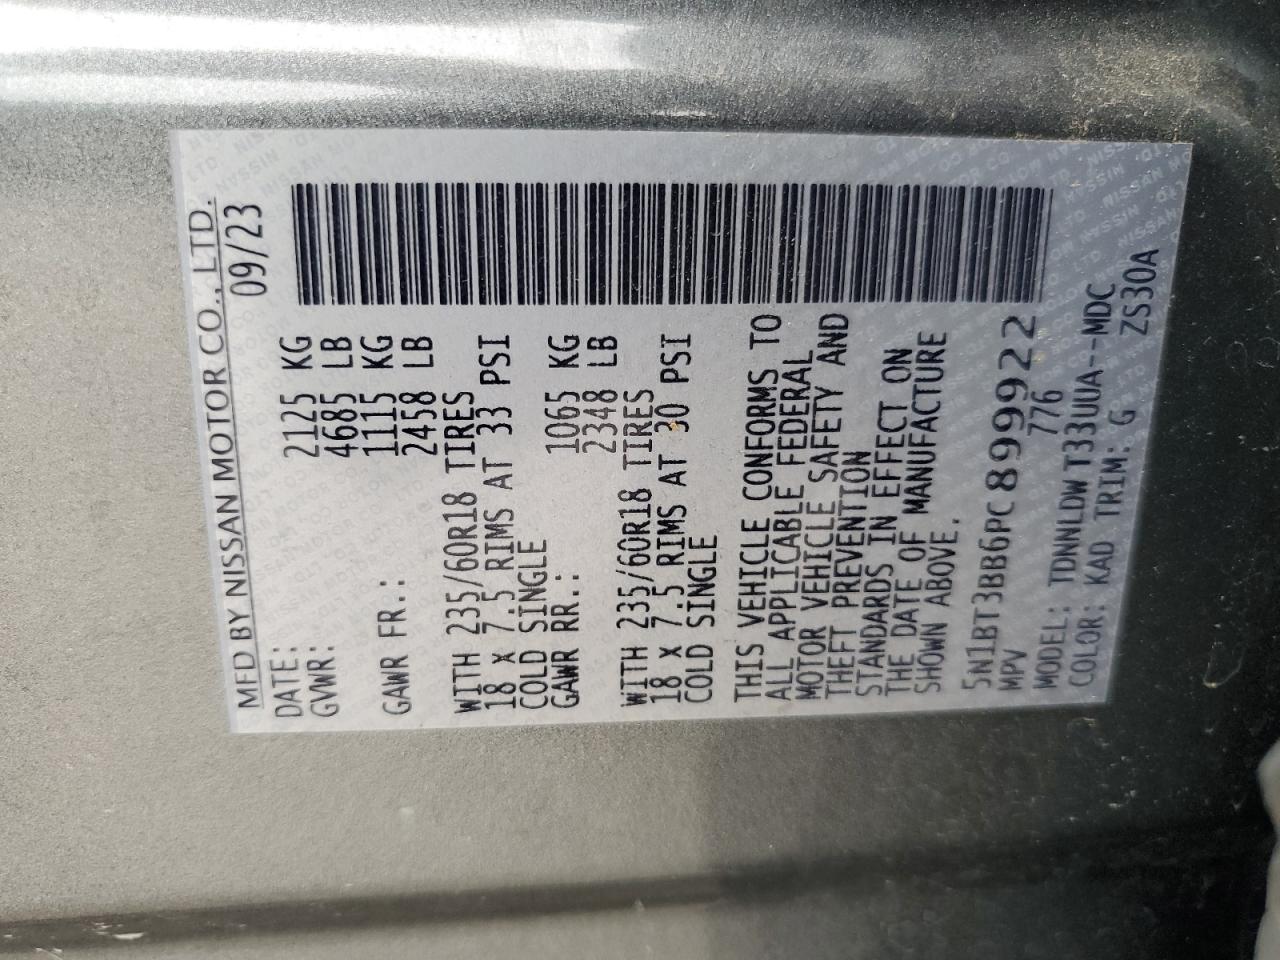 MFD BY NISSAN MOTOR CO., LTD.
DATE: 09/23
GVWR: 2125 KG
4685 LB
GAWR FR.: 1115 KG
2458 LB
WITH 235/60R18 TIRES
18 x 7.5 RIMS AT 33 PSI
COLD SINGLE
GAWR RR.: 1065 KG
2348 LB
WITH 235/60R18 TIRES
18 x 7.5 RIMS AT 30 PSI
COLD SINGLE
THIS VEHICLE CONFORMS TO
ALL APPLICABLE FEDERAL
MOTOR VEHICLE SAFETY AND
THEFT PREVENTION
STANDARDS IN EFFECT ON
THE DATE OF MANUFACTURE
SHOWN ABOVE.
5N1BT3BB6PC899922
MPV 776
MODEL: TDNNLDW T33UUA--MDC
COLOR: KAD TRIM: G ZS30A